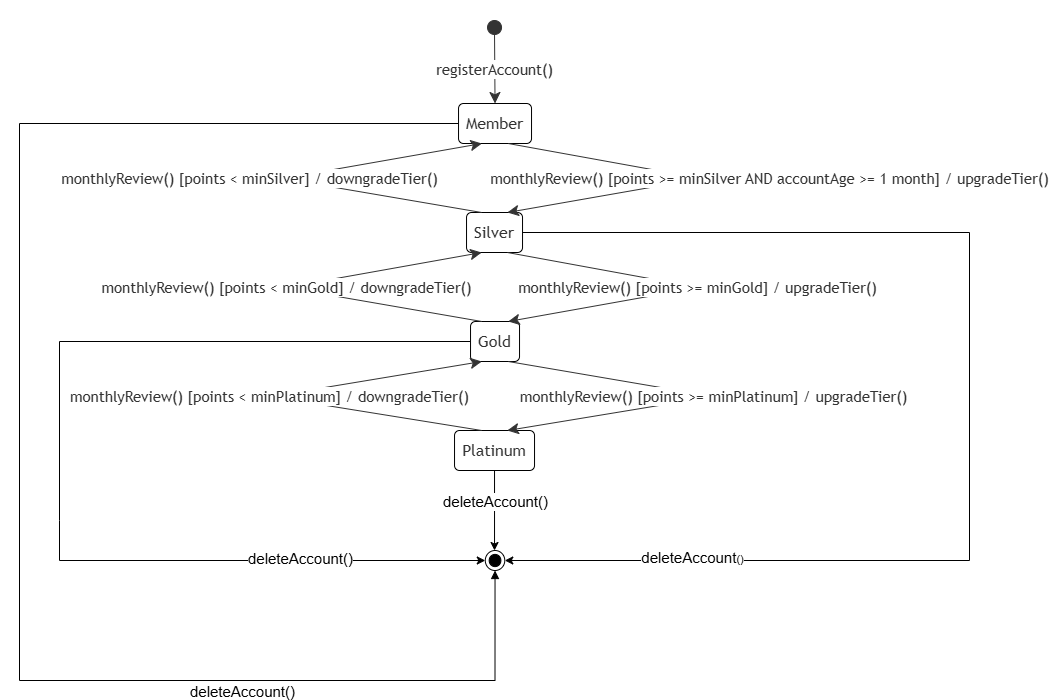 registerAccount()
Member
monthlyReview() [points < minSilver] / downgradeTier()
monthlyReview() [points >= minSilver AND accountAge >= 1 month] / upgradeTier()
Silver
monthlyReview() [points < minGold] / downgradeTier()
monthlyReview() [points >= minGold] / upgradeTier()
Gold
monthlyReview() [points < minPlatinum] / downgradeTier()
monthlyReview() [points >= minPlatinum] / upgradeTier()
Platinum
deleteAccount()
deleteAccount()
deleteAccount()
deleteAccount()